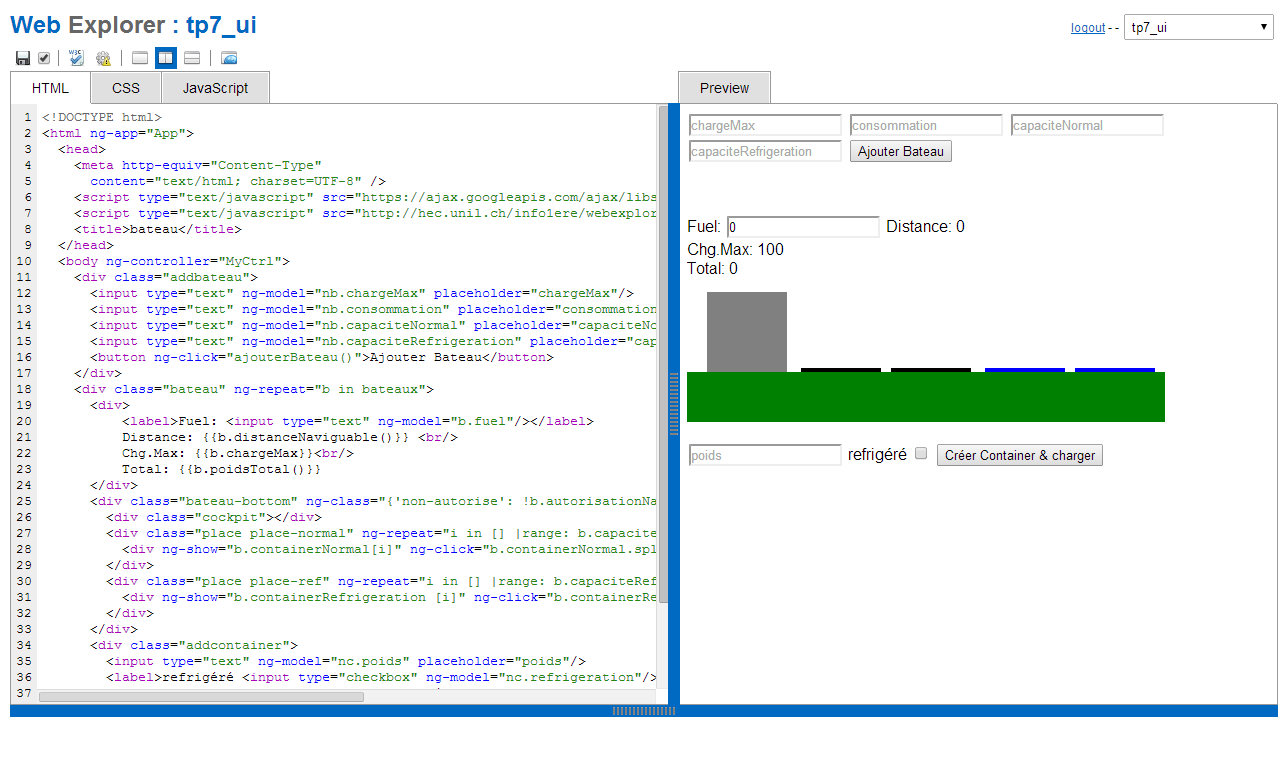 Web Explorer : tp7_ui
logout - - tp7_ui
HTML CSS JavaScript Preview
1 <!DOCTYPE html>
2 <html ng-app="App">
3 <head>
4 <meta http-equiv="Content-Type"
5 content="text/html; charset=UTF-8" />
6 <script type="text/javascript" src="https://ajax.googleapis.com/ajax/libs
7 <script type="text/javascript" src="http://hec.unil.ch/info1ere/webexplor
8 <title>bateau</title>
9 </head>
10 <body ng-controller="MyCtrl">
11 <div class="addbateau">
12 <input type="text" ng-model="nb.chargeMax" placeholder="chargeMax"/>
13 <input type="text" ng-model="nb.consommation" placeholder="consommation
14 <input type="text" ng-model="nb.capaciteNormal" placeholder="capaciteNo
15 <input type="text" ng-model="nb.capaciteRefrigeration" placeholder="cap
16 <button ng-click="ajouterBateau()">Ajouter Bateau</button>
17 </div>
18 <div class="bateau" ng-repeat="b in bateaux">
19 <div>
20 <label>Fuel: <input type="text" ng-model="b.fuel"/></label>
21 Distance: {{b.distanceNaviguable()}} <br/>
22 Chg.Max: {{b.chargeMax}}<br/>
23 Total: {{b.poidsTotal()}}
24 </div>
25 <div class="bateau-bottom" ng-class="{'non-autorise': !b.autorisationNa
26 <div class="cockpit"></div>
27 <div class="place place-normal" ng-repeat="i in [] |range: b.capacite
28 <div ng-show="b.containerNormal[i]" ng-click="b.containerNormal.spl
29 </div>
30 <div class="place place-ref" ng-repeat="i in [] |range: b.capaciteRef
31 <div ng-show="b.containerRefrigeration [i]" ng-click="b.containerRe
32 </div>
33 </div>
34 <div class="addcontainer">
35 <input type="text" ng-model="nc.poids" placeholder="poids"/>
36 <label>refrigéré <input type="checkbox" ng-model="nc.refrigeration"/>
37
chargeMax consommation capaciteNormal
capaciteRefrigeration Ajouter Bateau
Fuel: 0 Distance: 0
Chg.Max: 100
Total: 0
poids refrigéré Créer Container & charger